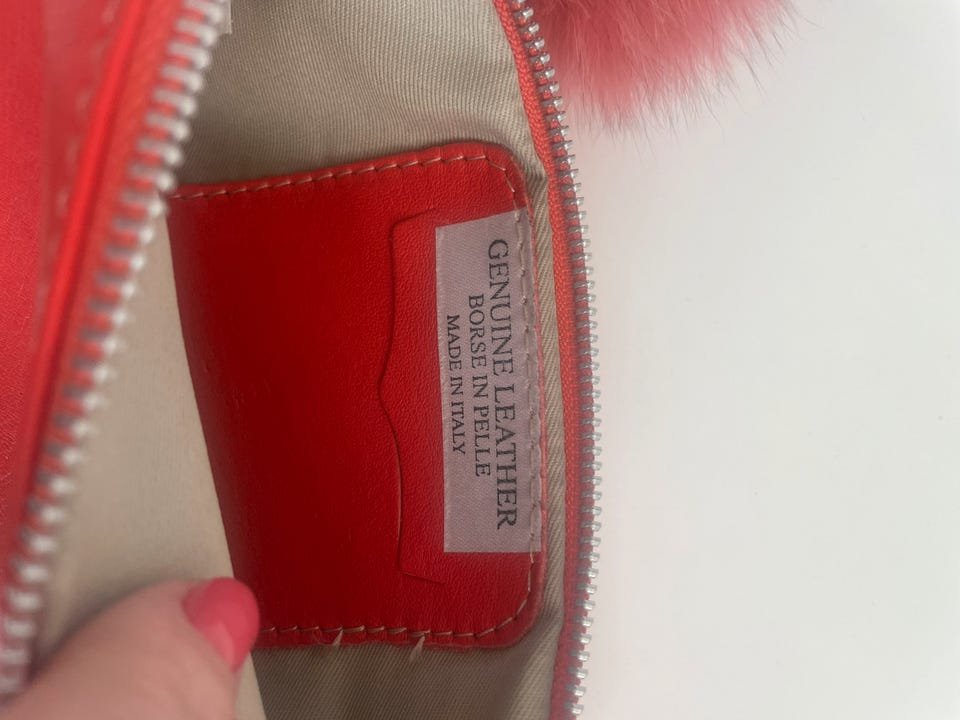 GENUINE LEATHER
BORSE IN PELLE
MADE IN ITALY